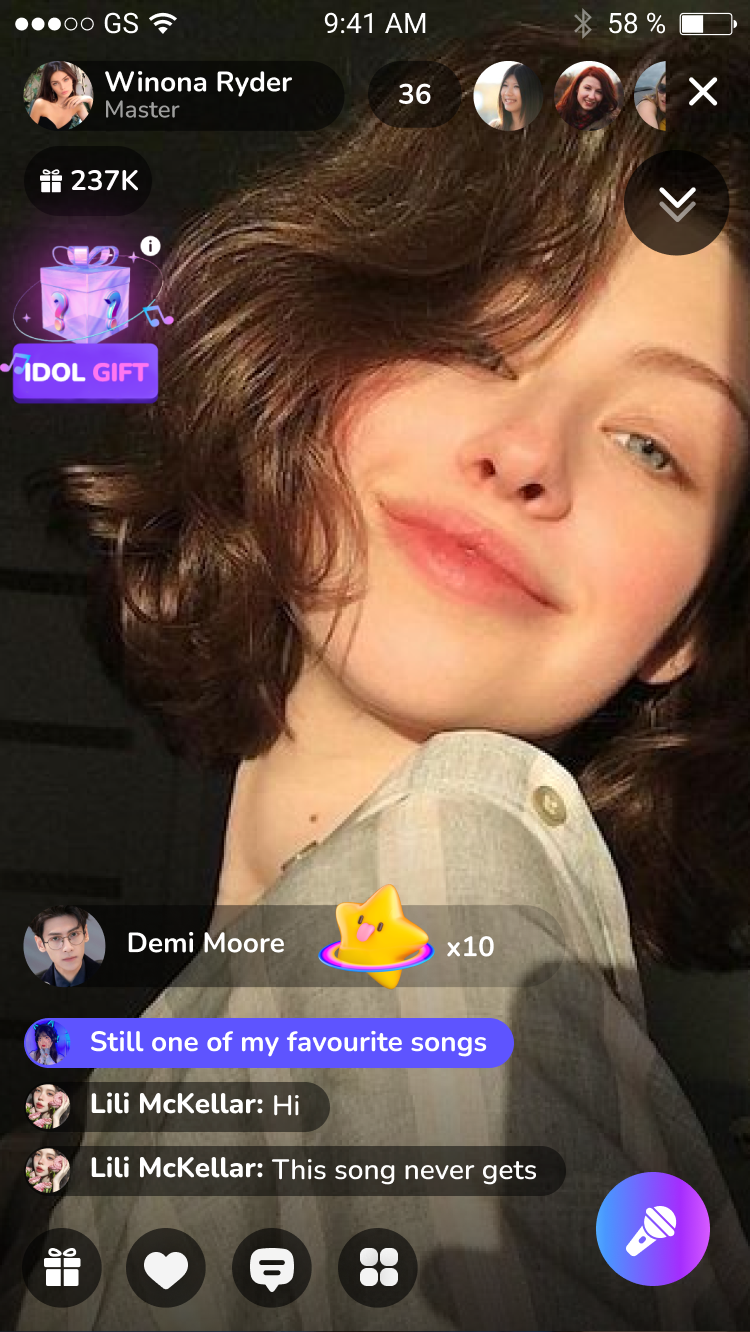 GS 9:41 AM 58 %
Winona Ryder
Master
36
237K
i
IDOL GIFT
Demi Moore x10
Still one of my favourite songs
Lili McKellar: Hi
Lili McKellar: This song never gets